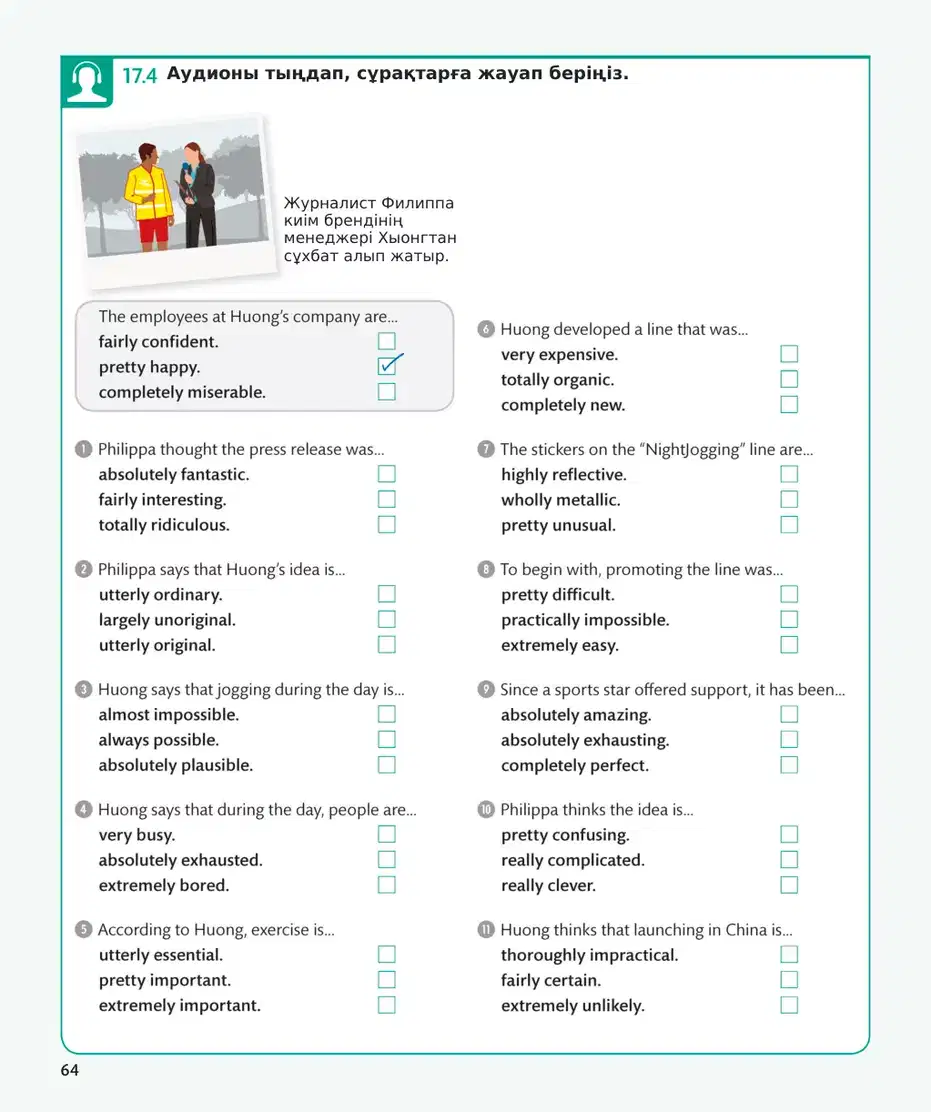 17.4 Аудионы тыңдап, сұрақтарға жауап беріңіз.
Журналист Филиппа
киім брендінің
менеджері Хыонгтан
сұхбат алып жатыр.
The employees at Huong's company are...
fairly confident.
pretty happy.
completely miserable.
1 Philippa thought the press release was...
absolutely fantastic.
fairly interesting.
totally ridiculous.
2 Philippa says that Huong's idea is...
utterly ordinary.
largely unoriginal.
utterly original.
3 Huong says that jogging during the day is...
almost impossible.
always possible.
absolutely plausible.
4 Huong says that during the day, people are...
very busy.
absolutely exhausted.
extremely bored.
5 According to Huong, exercise is...
utterly essential.
pretty important.
extremely important.
6 Huong developed a line that was...
very expensive.
totally organic.
completely new.
7 The stickers on the “NightJogging” line are...
highly reflective.
wholly metallic.
pretty unusual.
8 To begin with, promoting the line was...
pretty difficult.
practically impossible.
extremely easy.
9 Since a sports star offered support, it has been...
absolutely amazing.
absolutely exhausting.
completely perfect.
10 Philippa thinks the idea is...
pretty confusing.
really complicated.
really clever.
11 Huong thinks that launching in China is...
thoroughly impractical.
fairly certain.
extremely unlikely.
64